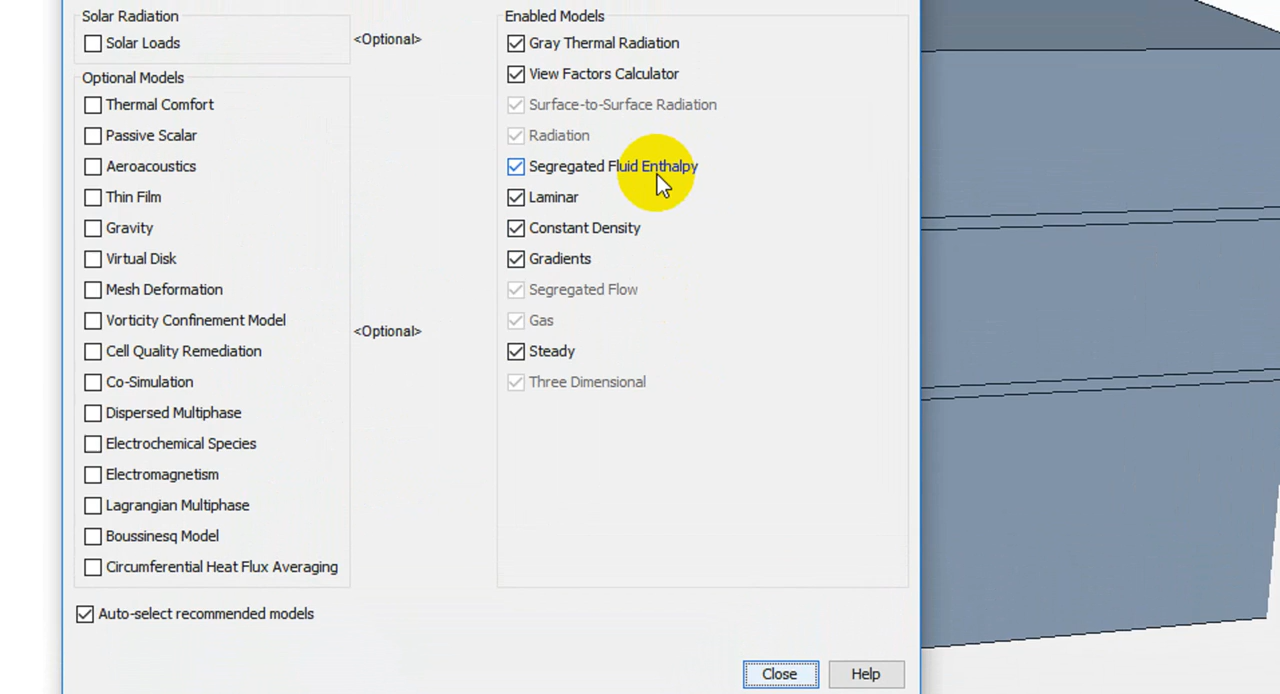 Solar Radiation
Solar Loads
<Optional>
Optional Models
Thermal Comfort
Passive Scalar
Aeroacoustics
Thin Film
Gravity
Virtual Disk
Mesh Deformation
Vorticity Confinement Model
Cell Quality Remediation
Co-Simulation
Dispersed Multiphase
Electrochemical Species
Electromagnetism
Lagrangian Multiphase
Boussinesq Model
Circumferential Heat Flux Averaging
<Optional>
Enabled Models
Gray Thermal Radiation
View Factors Calculator
Surface-to-Surface Radiation
Radiation
Segregated Fluid Enthalpy
Laminar
Constant Density
Gradients
Segregated Flow
Gas
Steady
Three Dimensional
Auto-select recommended models
Close
Help